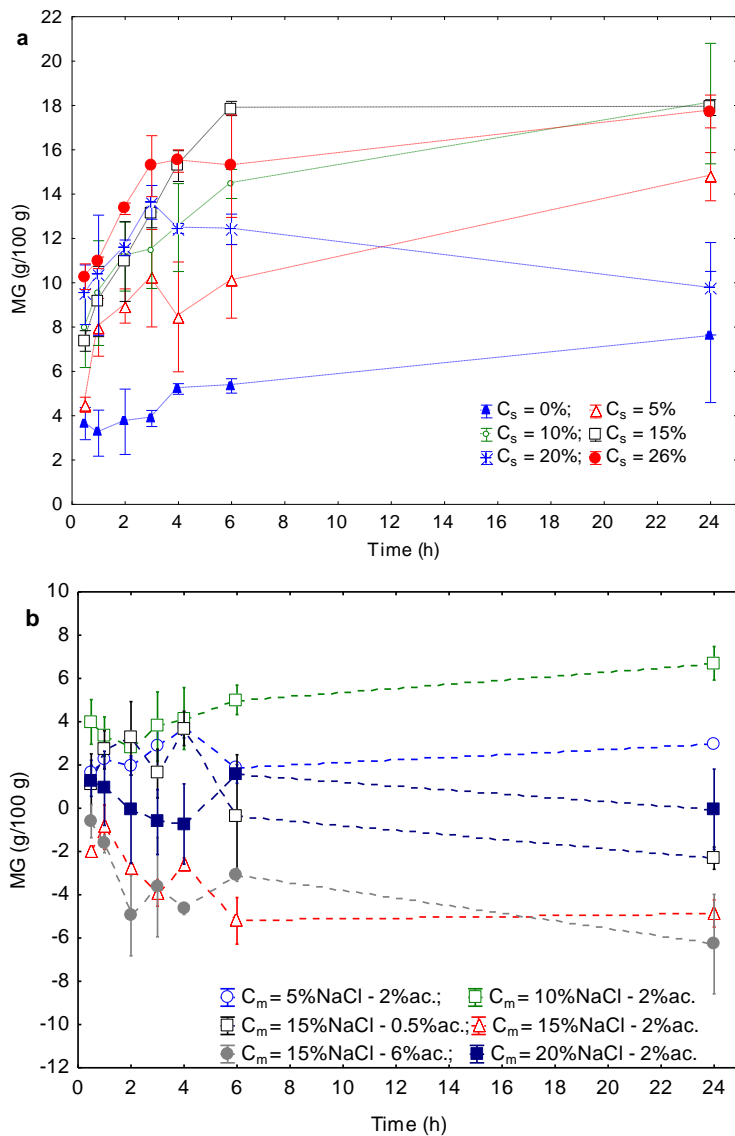 a
MG (g/100 g)
22
20
18
16
14
12
10
8
6
4
2
0
Cs = 0%; Cs = 5%
Cs = 10%; Cs = 15%
Cs = 20%; Cs = 26%
0 2 4 6 8 10 12 14 16 18 20 22 24
Time (h)
b
MG (g/100 g)
10
8
6
4
2
0
-2
-4
-6
-8
-10
-12
Cm = 5%NaCl - 2%ac.; Cm = 10%NaCl - 2%ac.
Cm = 15%NaCl - 0.5%ac.; Cm = 15%NaCl - 2%ac.
Cm = 15%NaCl - 6%ac.; Cm = 20%NaCl - 2%ac.
0 2 4 6 8 10 12 14 16 18 20 22 24
Time (h)